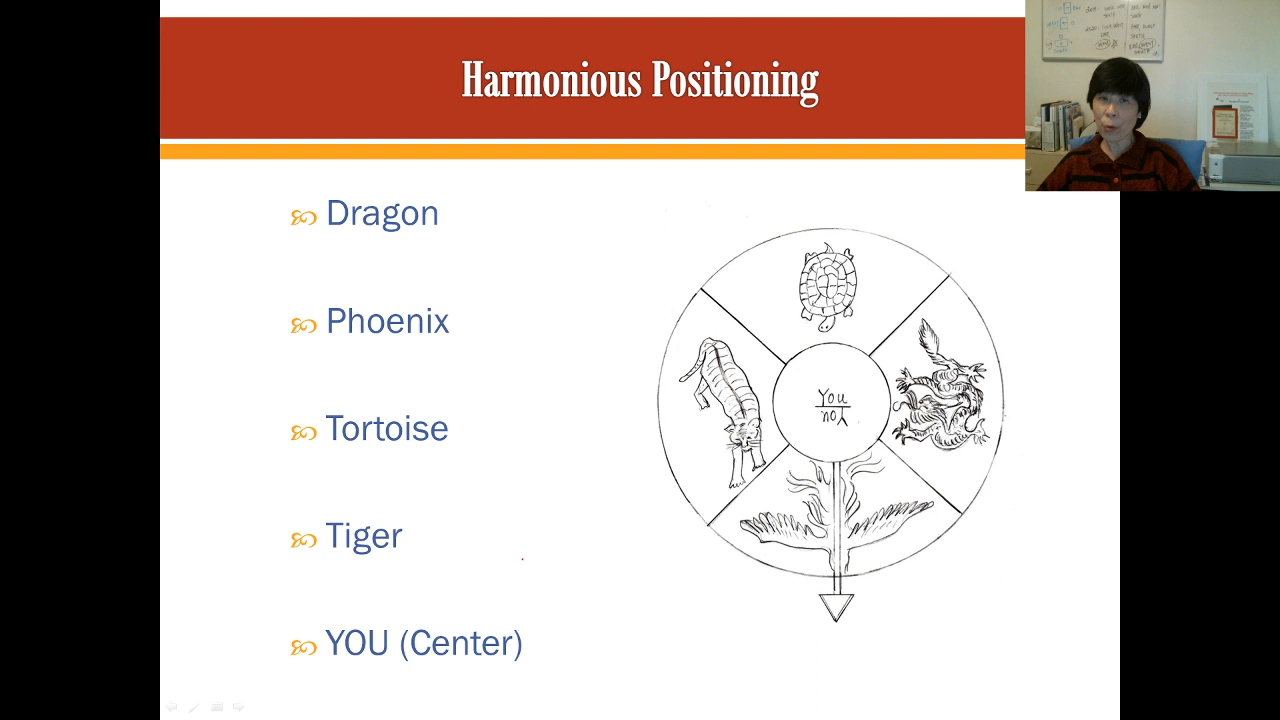 Harmonious Positioning
Dragon
Phoenix
Tortoise
Tiger
YOU (Center)
You
You